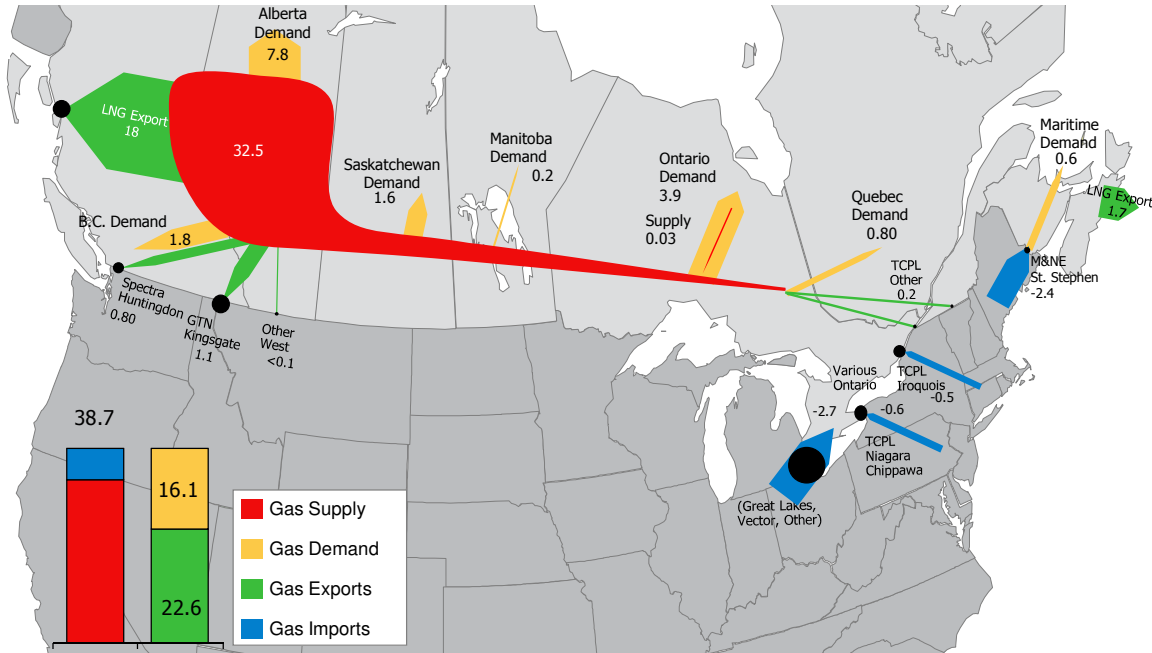 Alberta
Demand
7.8
LNG Export
18
32.5
Saskatchewan
Demand
1.6
Manitoba
Demand
0.2
Ontario
Demand
3.9
Supply
0.03
Quebec
Demand
0.80
Maritime
Demand
0.6
LNG Export
1.7
B.C. Demand
1.8
TCPL
Other
0.2
M&NE
St. Stephen
-2.4
Spectra
Huntingdon
0.80
GTN
Kingsgate
1.1
Other
West
<0.1
Various
Ontario
-2.7
TCPL
Iroquois
-0.5
-0.6
TCPL
Niagara
Chippawa
(Great Lakes,
Vector, Other)
38.7
16.1
22.6
Gas Supply
Gas Demand
Gas Exports
Gas Imports